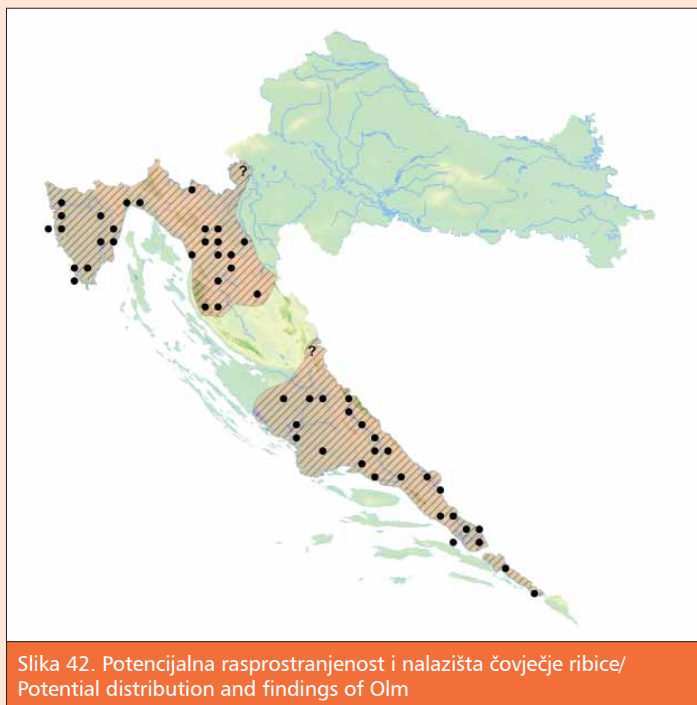 ?
?
Slika 42. Potencijalna rasprostranjenost i nalazišta čovječje ribice/
Potential distribution and findings of Olm